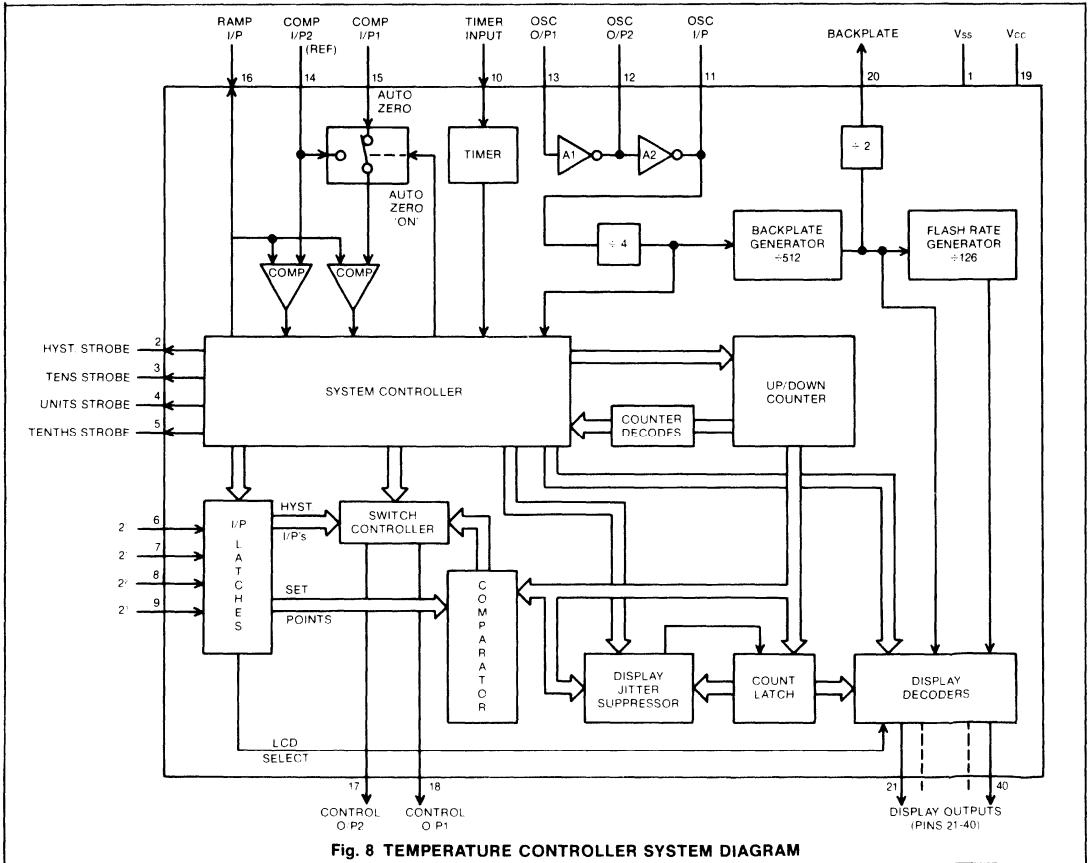 RAMP I/P
COMP I/P2 (REF)
COMP I/P1
TIMER INPUT
OSC O/P1
OSC O/P2
OSC I/P
BACKPLATE
VSS
VCC
16
14
15
10
13
12
11
20
1
19
AUTO ZERO
TIMER
A1
A2
÷ 2
AUTO ZERO 'ON'
÷ 4
BACKPLATE GENERATOR ÷512
FLASH RATE GENERATOR ÷126
COMP
COMP
HYST. STROBE
2
TENS STROBE
3
UNITS STROBE
4
TENTHS STROBE
5
SYSTEM CONTROLLER
UP/DOWN COUNTER
COUNTER DECODES
6
7
8
9
I/P LATCHES
HYST I/P's
SWITCH CONTROLLER
SET POINTS
COMPARATOR
DISPLAY JITTER SUPPRESSOR
COUNT LATCH
DISPLAY DECODERS
LCD SELECT
17
18
21
40
CONTROL O/P2
CONTROL O P1
DISPLAY OUTPUTS
(PINS 21-40)
Fig. 8 TEMPERATURE CONTROLLER SYSTEM DIAGRAM